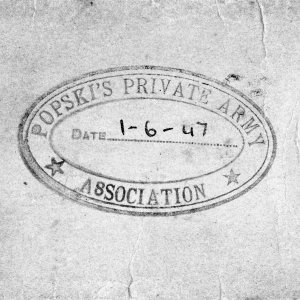 POPSKI'S PRIVATE ARMY
DATE 1-6-47
ASSOCIATION